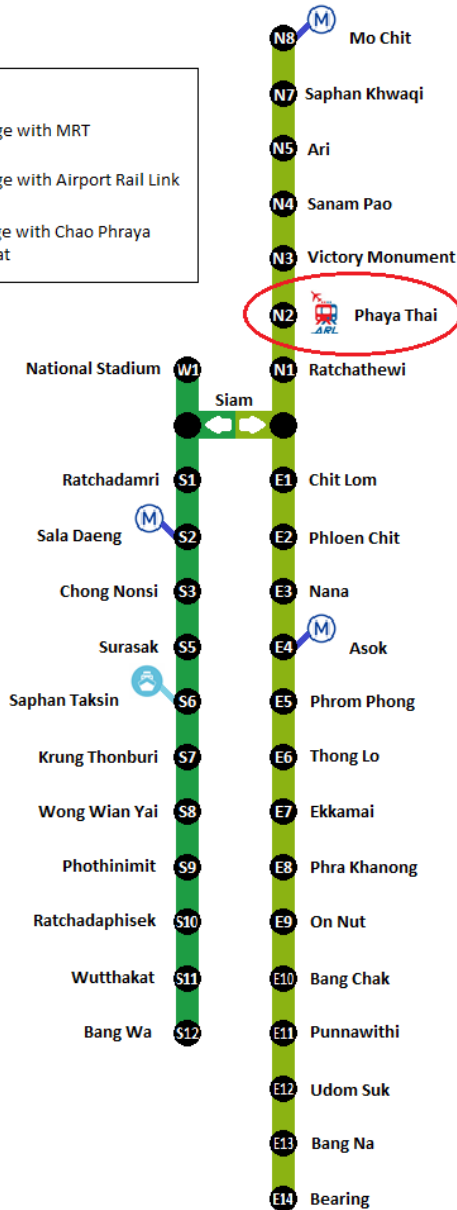 ge with MRT
ge with Airport Rail Link
ge with Chao Phraya
at
N8 M Mo Chit
N7 Saphan Khwaqi
N5 Ari
N4 Sanam Pao
N3 Victory Monument
N2 ARL Phaya Thai
National Stadium W1
N1 Ratchathewi
Siam
Ratchadamri S1
E1 Chit Lom
M
Sala Daeng S2
E2 Phloen Chit
Chong Nonsi S3
E3 Nana
Surasak S5
E4 M Asok
Saphan Taksin S6
E5 Phrom Phong
Krung Thonburi S7
E6 Thong Lo
Wong Wian Yai S8
E7 Ekkamai
Phothinimit S9
E8 Phra Khanong
Ratchadaphisek S10
E9 On Nut
Wutthakat S11
E10 Bang Chak
Bang Wa S12
E11 Punnawithi
E12 Udom Suk
E13 Bang Na
E14 Bearing